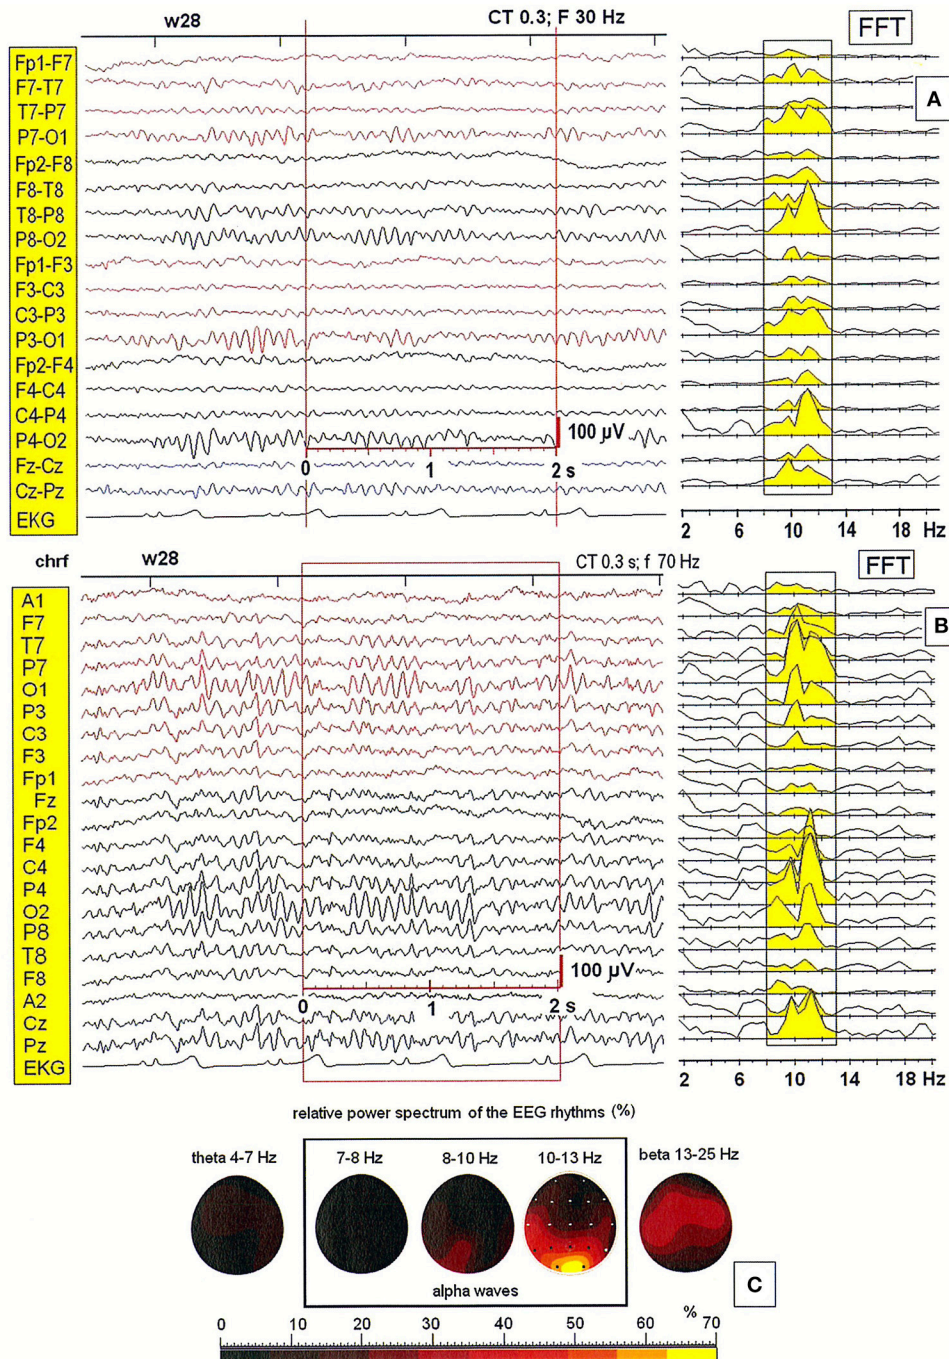 w28 CT 0.3; F 30 Hz FFT
A
Fp1-F7
F7-T7
T7-P7
P7-O1
Fp2-F8
F8-T8
T8-P8
P8-O2
Fp1-F3
F3-C3
C3-P3
P3-O1
Fp2-F4
F4-C4
C4-P4
P4-O2
Fz-Cz
Cz-Pz
EKG
100 µV
0 1 2 s
2 6 10 14 18 Hz
chrf w28 CT 0.3 s; f 70 Hz FFT
B
A1
F7
T7
P7
O1
P3
C3
F3
Fp1
Fz
Fp2
F4
C4
P4
O2
P8
T8
F8
A2
Cz
Pz
EKG
100 µV
0 1 2 s
2 6 10 14 18 Hz
relative power spectrum of the EEG rhythms (%)
theta 4-7 Hz 7-8 Hz 8-10 Hz 10-13 Hz beta 13-25 Hz
alpha waves
C
0 10 20 30 40 50 60 % 70